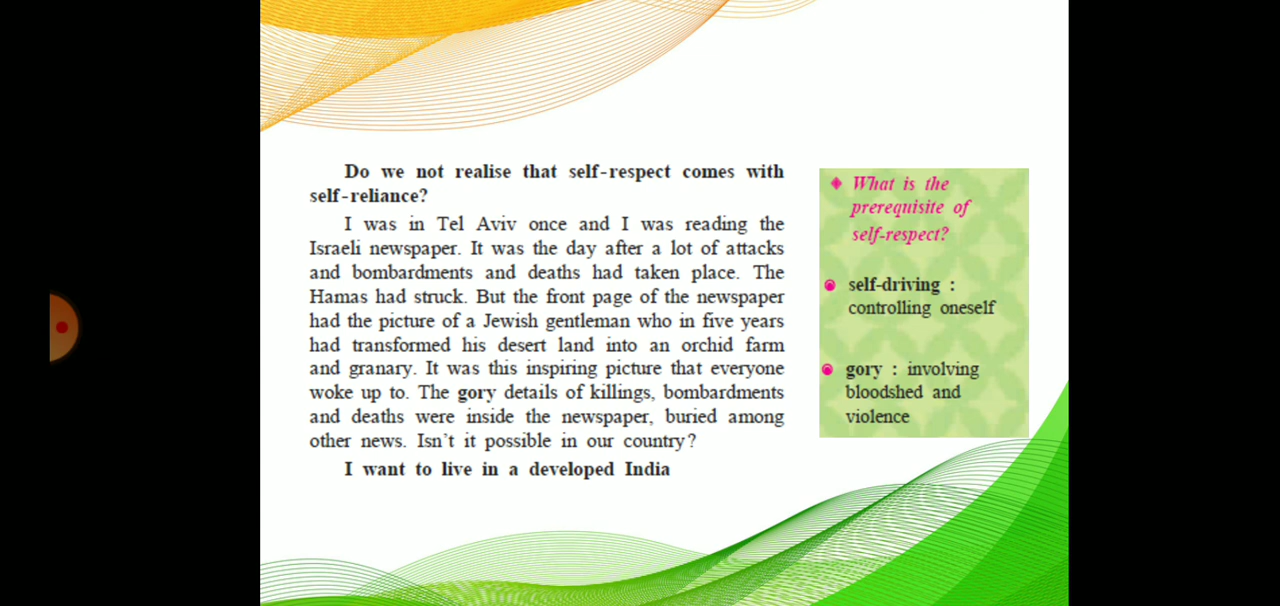 Do we not realise that self-respect comes with
self-reliance?
I was in Tel Aviv once and I was reading the
Israeli newspaper. It was the day after a lot of attacks
and bombardments and deaths had taken place. The
Hamas had struck. But the front page of the newspaper
had the picture of a Jewish gentleman who in five years
had transformed his desert land into an orchid farm
and granary. It was this inspiring picture that everyone
woke up to. The gory details of killings, bombardments
and deaths were inside the newspaper, buried among
other news. Isn't it possible in our country?
I want to live in a developed India
What is the
prerequisite of
self-respect?
self-driving :
controlling oneself
gory : involving
bloodshed and
violence